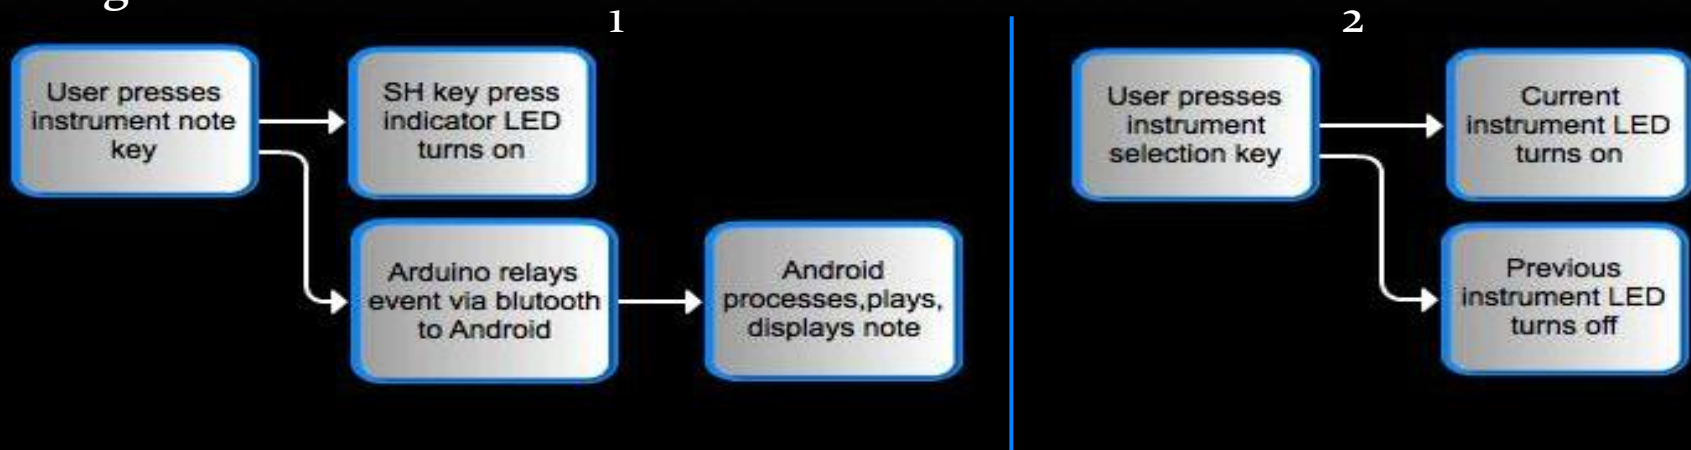 1
User presses
instrument note
key
SH key press
indicator LED
turns on
Arduino relays
event via blutooth
to Android
Android
processes,plays,
displays note
2
User presses
instrument
selection key
Current
instrument LED
turns on
Previous
instrument LED
turns off